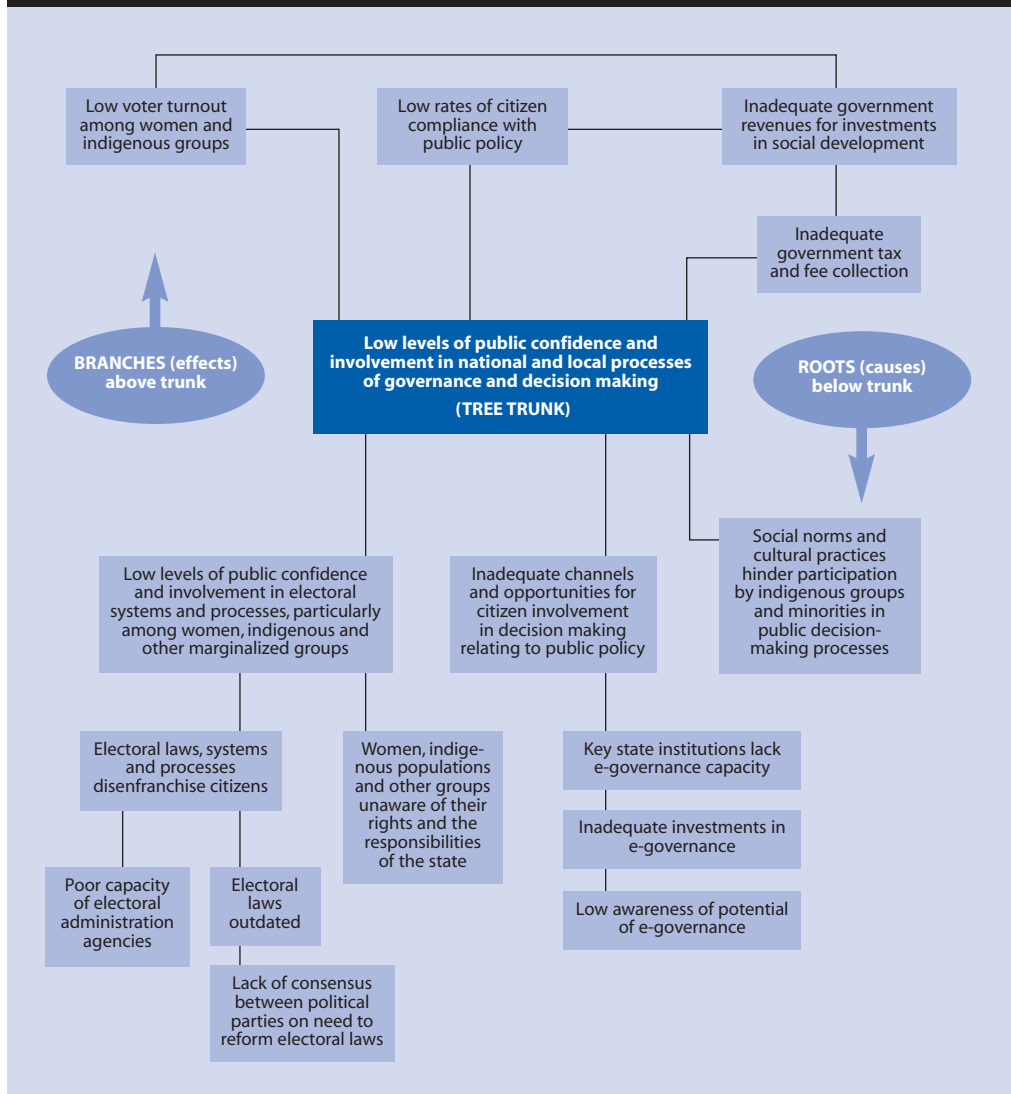 Low voter turnout
among women and
indigenous groups
Low rates of citizen
compliance with
public policy
Inadequate government
revenues for investments
in social development
Inadequate
government tax
and fee collection
BRANCHES (effects)
above trunk
Low levels of public confidence and
involvement in national and local processes
of governance and decision making
(TREE TRUNK)
ROOTS (causes)
below trunk
Low levels of public confidence
and involvement in electoral
systems and processes, particularly
among women, indigenous and
other marginalized groups
Inadequate channels
and opportunities for
citizen involvement
in decision making
relating to public policy
Social norms and
cultural practices
hinder participation
by indigenous groups
and minorities in
public decision-
making processes
Electoral laws, systems
and processes
disenfranchise citizens
Women, indige-
nous populations
and other groups
unaware of their
rights and the
responsibilities
of the state
Key state institutions lack
e-governance capacity
Inadequate investments in
e-governance
Low awareness of potential
of e-governance
Poor capacity
of electoral
administration
agencies
Electoral
laws
outdated
Lack of consensus
between political
parties on need to
reform electoral laws